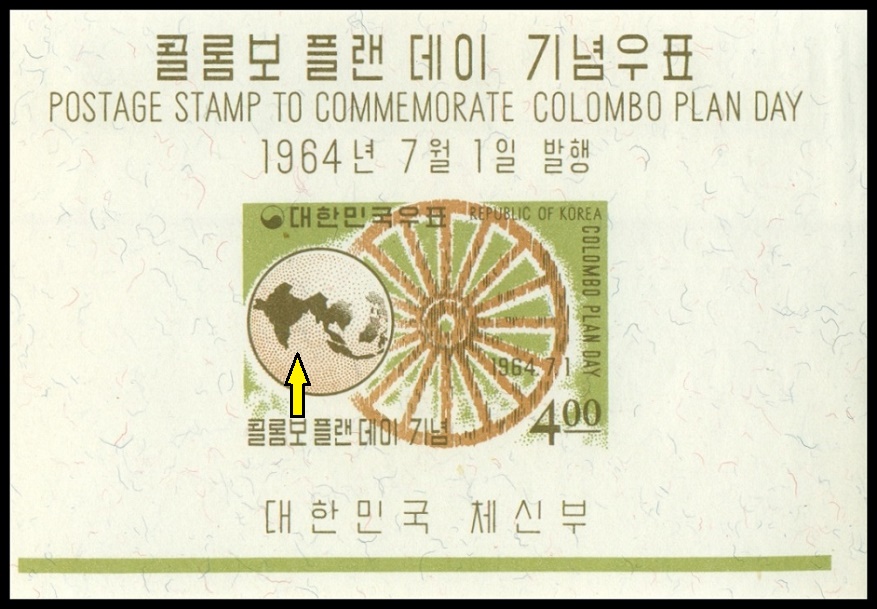 콜롬보 플랜 데이 기념우표
POSTAGE STAMP TO COMMEMORATE COLOMBO PLAN DAY
1964년 7월 1일 발행
대한민국우표 REPUBLIC OF KOREA
COLOMBO PLAN DAY
1964.7.1
400
콜롬보 플랜 데이 기념
대한민국 체신부